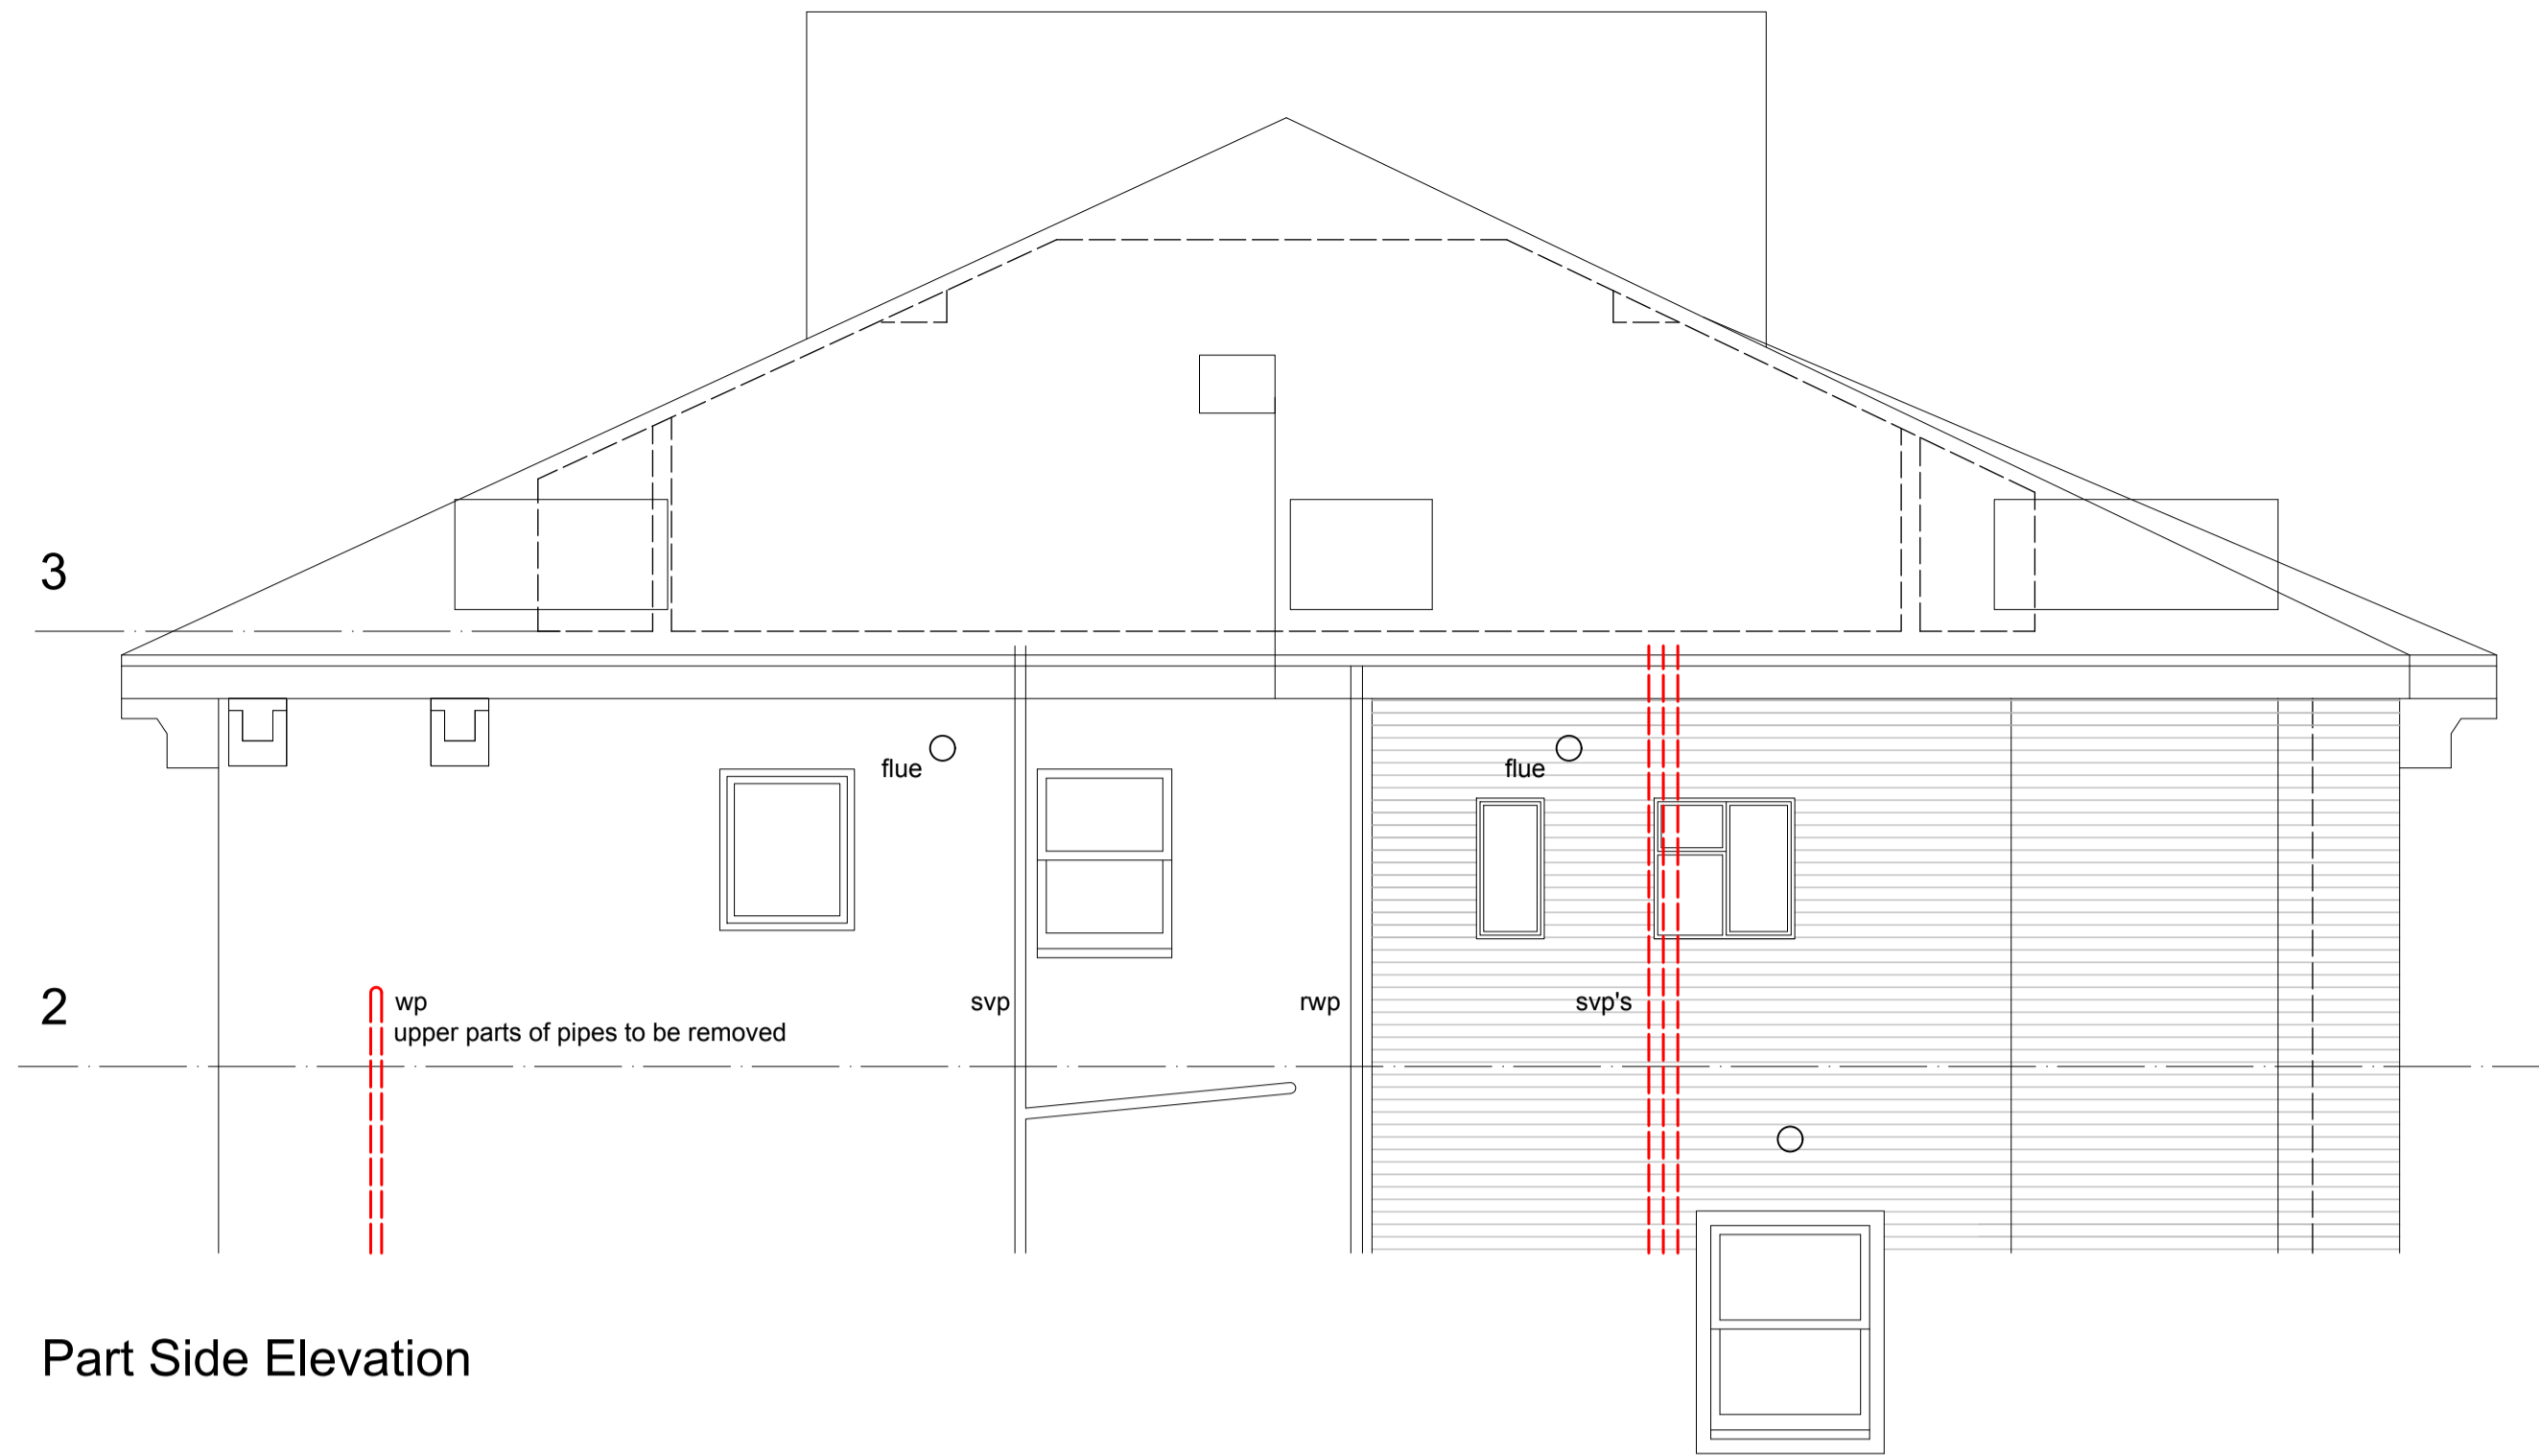 3
flue
flue
2
wp
upper parts of pipes to be removed
svp
rwp
svp's
Part Side Elevation